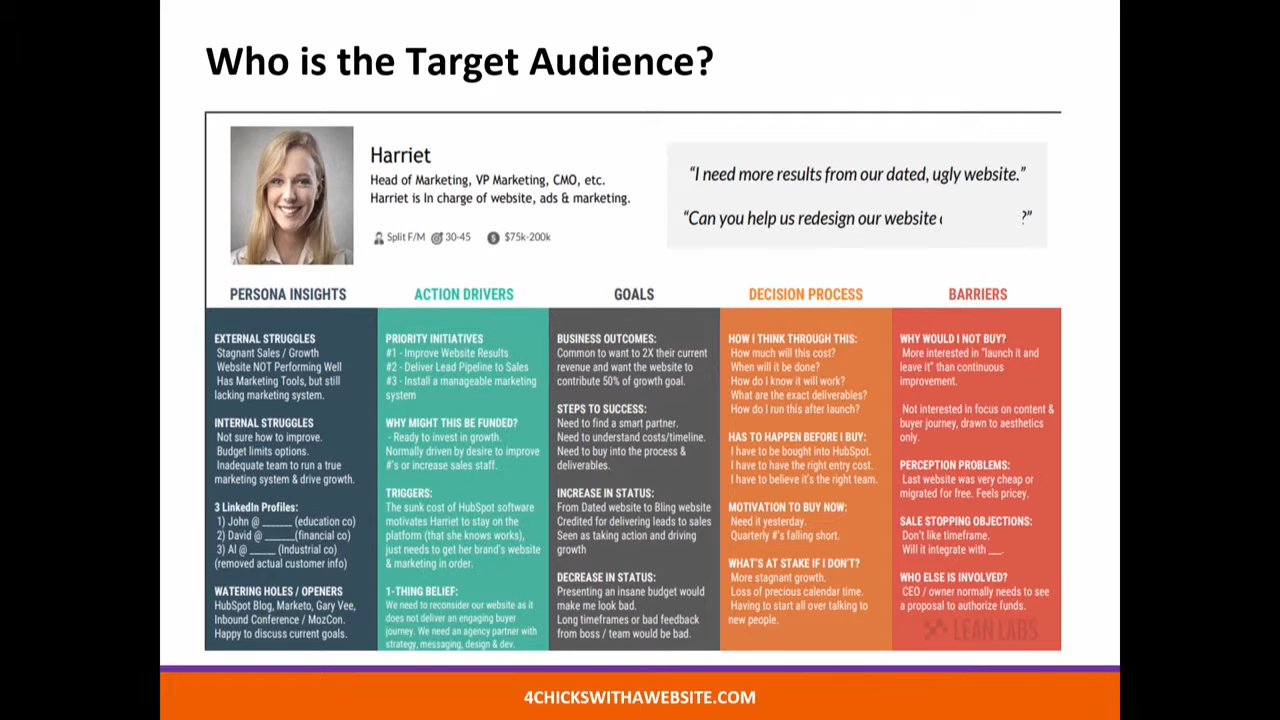 Who is the Target Audience?
Harriet
Head of Marketing, VP Marketing, CMO, etc.
Harriet is In charge of website, ads & marketing.
Split F/M 30-45 $75k-200k
“I need more results from our dated, ugly website.”
“Can you help us redesign our website ?”
PERSONA INSIGHTS
EXTERNAL STRUGGLES
Stagnant Sales / Growth
Website NOT Performing Well
Has Marketing Tools, but still
lacking marketing system.
INTERNAL STRUGGLES
Not sure how to improve.
Budget limits options.
Inadequate team to run a true
marketing system & drive growth.
3 LinkedIn Profiles:
1) John @ ______ (education co)
2) David @ ______(financial co)
3) Al @ _____ (Industrial co)
(removed actual customer info)
WATERING HOLES / OPENERS
HubSpot Blog, Marketo, Gary Vee,
Inbound Conference / MozCon.
Happy to discuss current goals.
ACTION DRIVERS
PRIORITY INITIATIVES
#1 - Improve Website Results
#2 - Deliver Lead Pipeline to Sales
#3 - Install a manageable marketing
system
WHY MIGHT THIS BE FUNDED?
· Ready to invest in growth.
Normally driven by desire to improve
#'s or increase sales staff.
TRIGGERS:
The sunk cost of HubSpot software
motivates Harriet to stay on the
platform (that she knows works),
just needs to get her brand's website
& marketing in order.
1-THING BELIEF:
We need to reconsider our website as it
does not deliver an engaging buyer
journey. We need an agency partner with
strategy, messaging, design & dev.
GOALS
BUSINESS OUTCOMES:
Common to want to 2X their current
revenue and want the website to
contribute 50% of growth goal.
STEPS TO SUCCESS:
Need to find a smart partner.
Need to understand costs/timeline.
Need to buy into the process &
deliverables.
INCREASE IN STATUS:
From Dated website to Bling website
Credited for delivering leads to sales
Seen as taking action and driving
growth
DECREASE IN STATUS:
Presenting an insane budget would
make me look bad.
Long timeframes or bad feedback
from boss / team would be bad.
DECISION PROCESS
HOW I THINK THROUGH THIS:
How much will this cost?
When will it be done?
How do I know it will work?
What are the exact deliverables?
How do I run this after launch?
HAS TO HAPPEN BEFORE I BUY:
I have to be bought into HubSpot.
I have to have the right entry cost.
I have to believe it's the right team.
MOTIVATION TO BUY NOW:
Need it yesterday.
Quarterly #'s falling short.
WHAT'S AT STAKE IF I DON'T?
More stagnant growth.
Loss of precious calendar time.
Having to start all over talking to
new people.
BARRIERS
WHY WOULD I NOT BUY?
More interested in “launch it and
leave it” than continuous
improvement.
Not interested in focus on content &
buyer journey, drawn to aesthetics
only.
PERCEPTION PROBLEMS:
Last website was very cheap or
migrated for free. Feels pricey.
SALE STOPPING OBJECTIONS:
Don't like timeframe.
Will it integrate with ___.
WHO ELSE IS INVOLVED?
CEO / owner normally needs to see
a proposal to authorize funds.
LEAN LABS
4CHICKSWITHAWEBSITE.COM